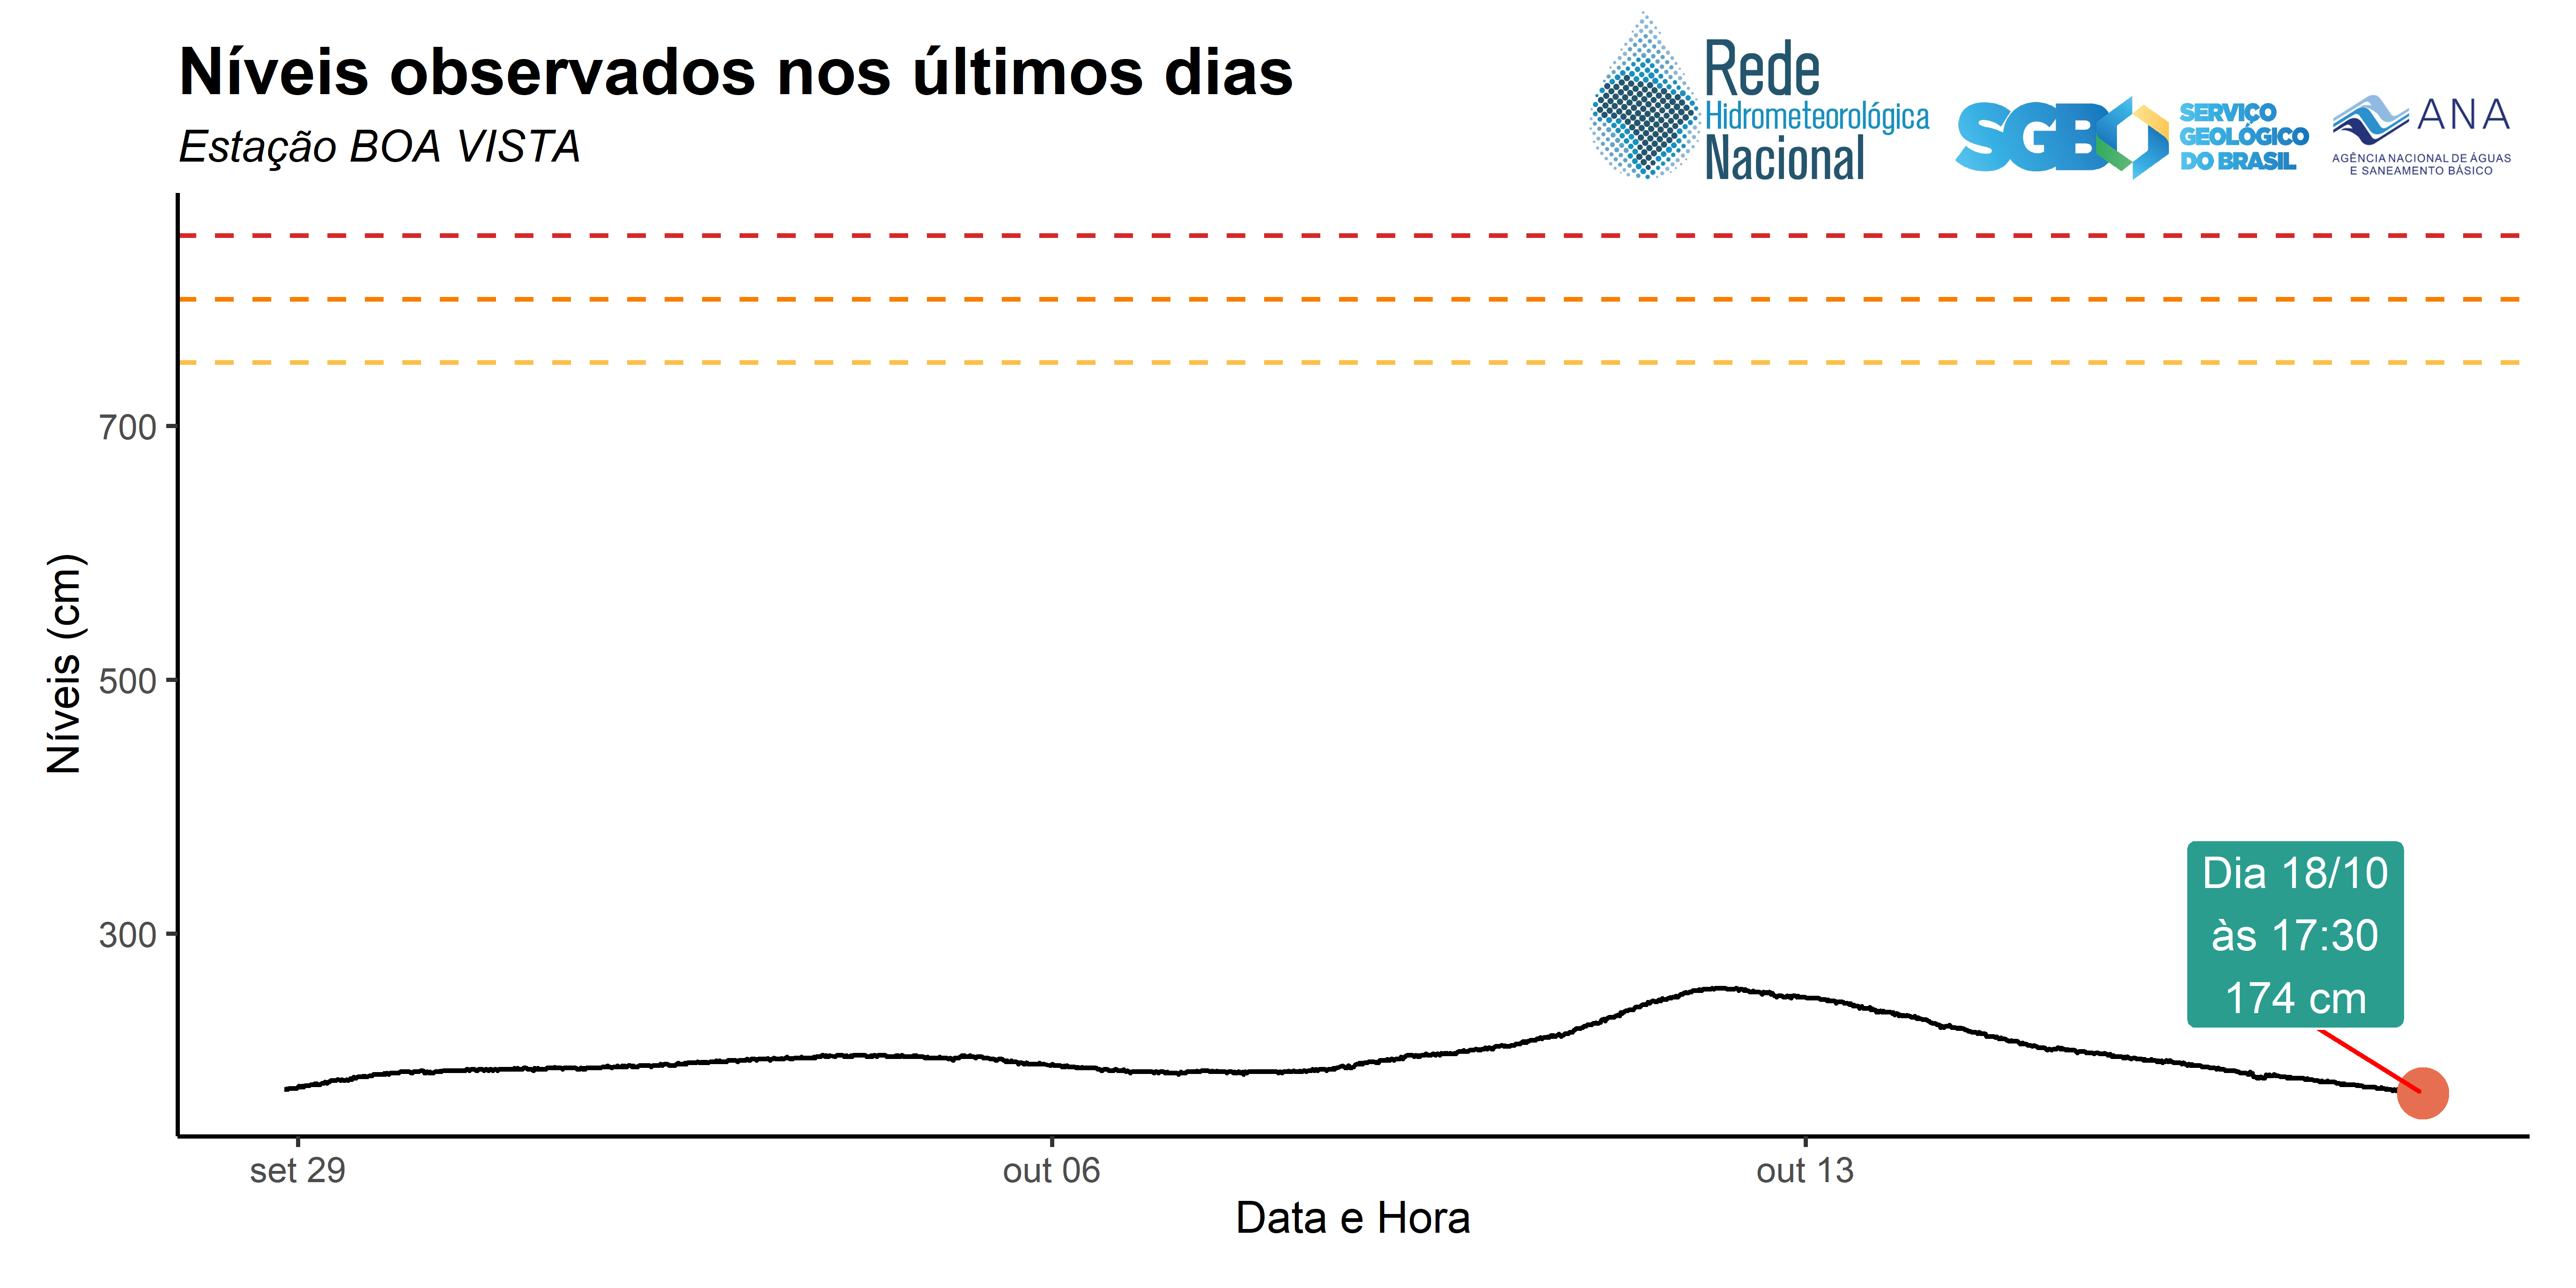 Níveis observados nos últimos dias
Estação BOA VISTA
Rede
Hidrometeorológica
Nacional
SGB
SERVIÇO
GEOLÓGICO
DO BRASIL
ANA
AGÊNCIA NACIONAL DE ÁGUAS
E SANEAMENTO BÁSICO
Níveis (cm)
700
500
300
Dia 18/10
às 17:30
174 cm
set 29
out 06
out 13
Data e Hora